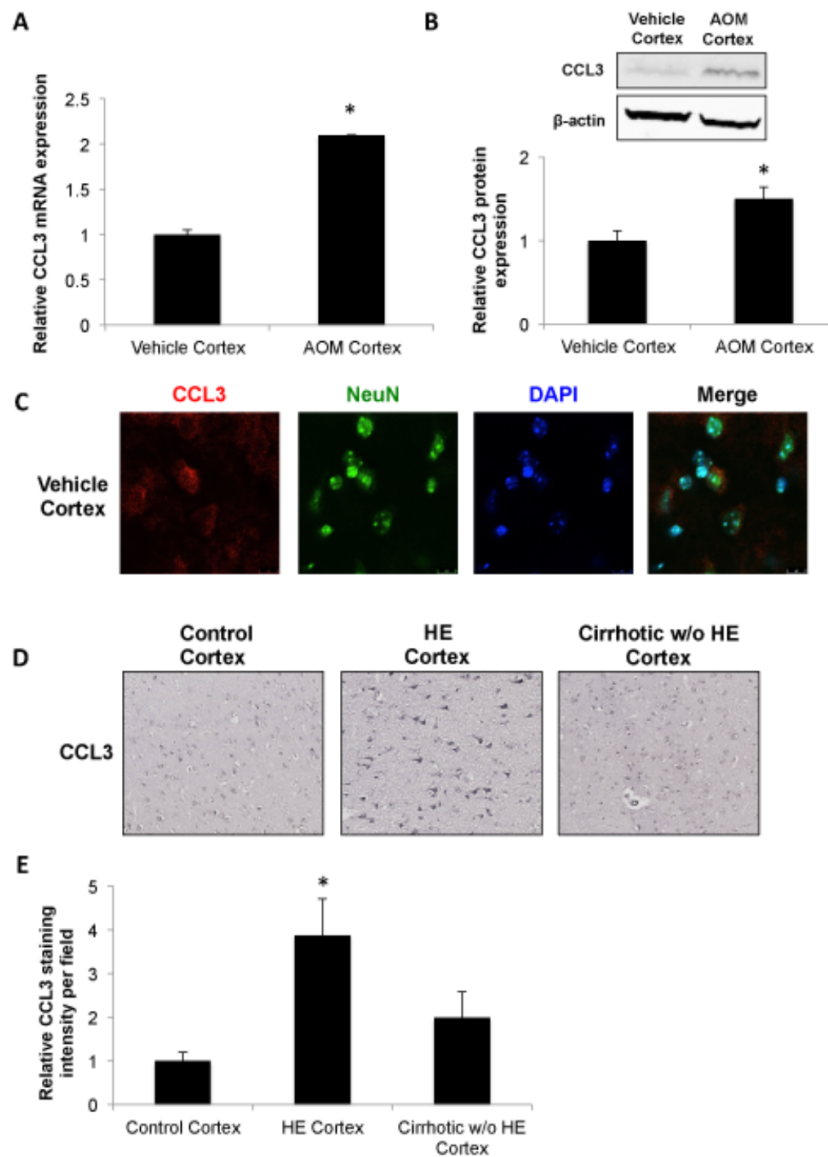 A
Relative CCL3 mRNA expression
2.5
2
1.5
1
0.5
0
*
Vehicle Cortex
AOM Cortex
B
Vehicle
Cortex
AOM
Cortex
CCL3
β-actin
Relative CCL3 protein
expression
2
1
0
*
Vehicle Cortex
AOM Cortex
C
CCL3
NeuN
DAPI
Merge
Vehicle
Cortex
D
Control
Cortex
HE
Cortex
Cirrhotic w/o HE
Cortex
CCL3
E
Relative CCL3 staining
intensity per field
5
4
3
2
1
0
*
Control Cortex
HE Cortex
Cirrhotic w/o HE
Cortex